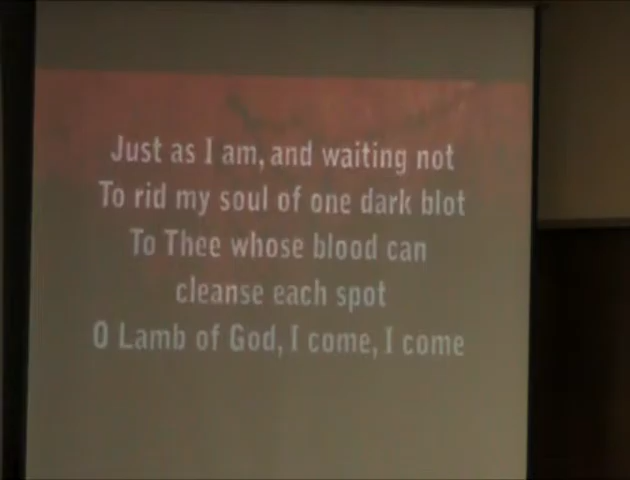 Just as I am, and waiting not
To rid my soul of one dark blot
To Thee whose blood can
cleanse each spot
O Lamb of God, I come, I come